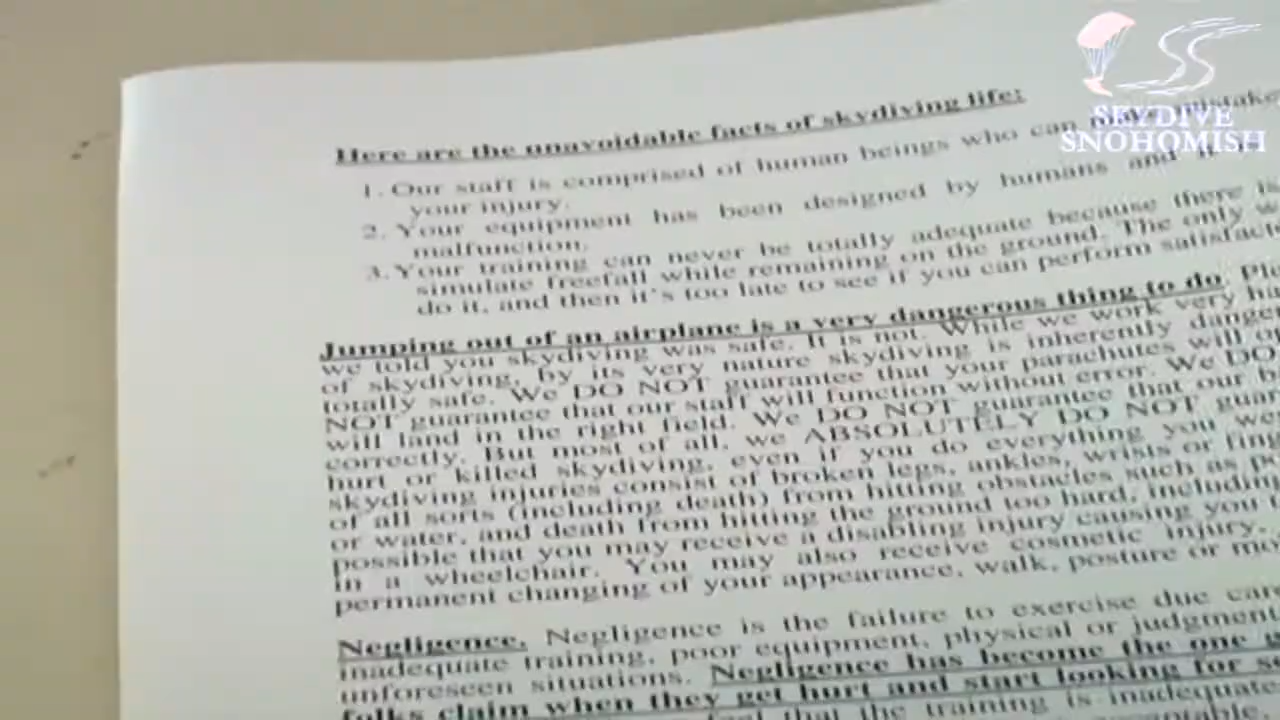 SKYDIVE
SNOHOMISH
Here are the unavoidable facts of skydiving life:
1. Our staff is comprised of human beings who can make mistake
your injury.
2. Your equipment has been designed by humans and it
malfunction.
3. Your training can never be totally adequate because there is
simulate freefall while remaining on the ground. The only w
do it, and then it's too late to see if you can perform satisfact
Jumping out of an airplane is a very dangerous thing to do.
we told you skydiving was safe. It is not. While we work very ha
of skydiving, by its very nature skydiving is inherently danger
totally safe. We DO NOT guarantee that your parachutes will o
NOT guarantee that our staff will function without error. We DO
will land in the right field. We DO NOT guarantee that our b
correctly. But most of all, we ABSOLUTELY DO NOT guar
hurt or killed skydiving, even if you do everything you we
skydiving injuries consist of broken legs, ankles, wrists or fing
of all sorts (including death) from hitting obstacles such as po
or water, and death from hitting the ground too hard, including
possible that you may receive a disabling injury causing you t
in a wheelchair. You may also receive cosmetic injury.
permanent changing of your appearance, walk, posture or mo
Negligence. Negligence is the failure to exercise due car
inadequate training, poor equipment, physical or judgment
unforeseen situations. Negligence has become the one g
folks claim when they get hurt and start looking for s
feel that the training is inadequate